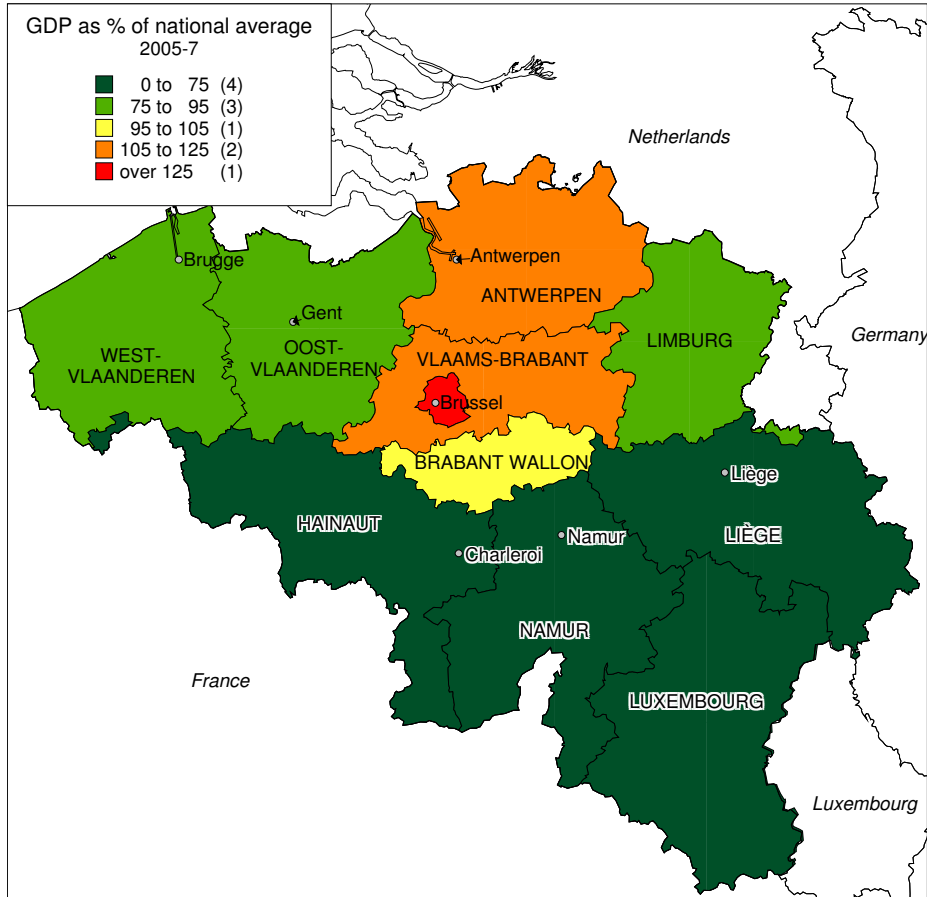 GDP as % of national average
2005-7
0 to 75 (4)
75 to 95 (3)
95 to 105 (1)
105 to 125 (2)
over 125 (1)
Netherlands
Brugge
Antwerpen
ANTWERPEN
Gent
Germany
WEST-
VLAANDEREN
OOST-
VLAANDEREN
VLAAMS-BRABANT
LIMBURG
Brussel
BRABANT WALLON
Liège
HAINAUT
Namur
LIÈGE
Charleroi
NAMUR
France
LUXEMBOURG
Luxembourg